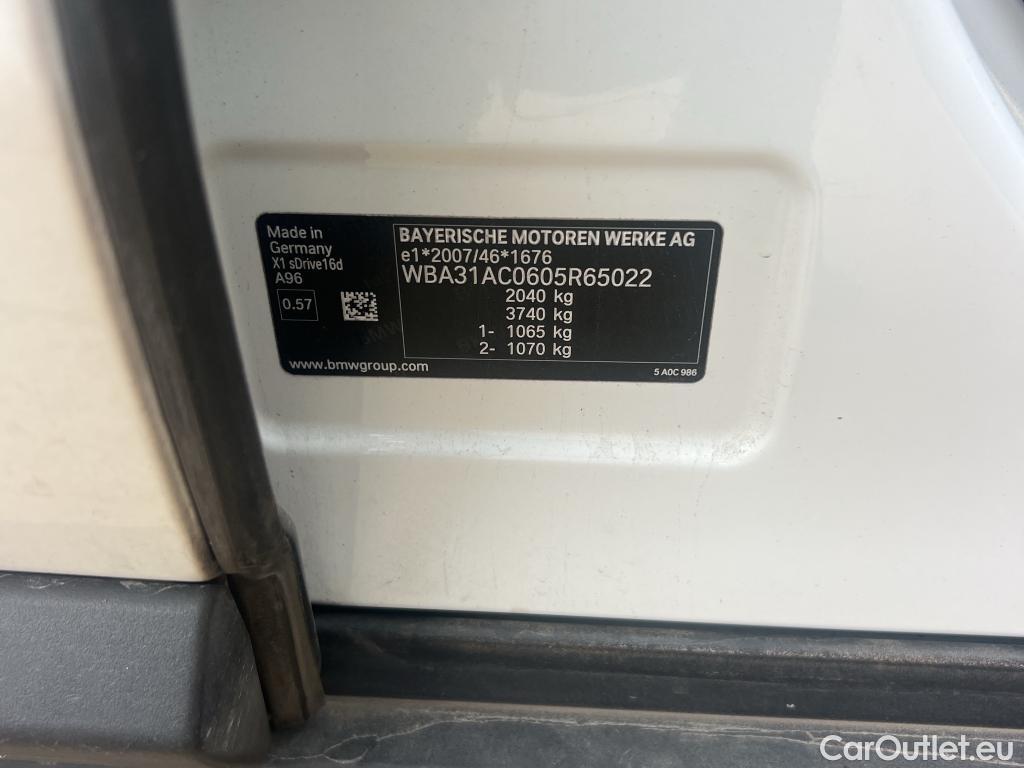 Made in
Germany
X1 sDrive16d
A96
0.57
BAYERISCHE MOTOREN WERKE AG
e1*2007/46*1676
WBA31AC0605R65022
2040 kg
3740 kg
1- 1065 kg
2- 1070 kg
www.bmwgroup.com
5 A0C 986
CarOutlet.eu